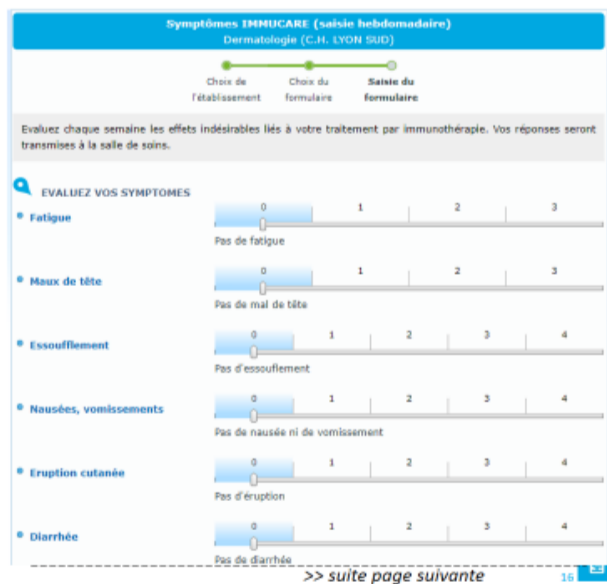 Symptômes IMMUCARE (saisie hebdomadaire)
Dermatologie (C.H. LYON SUD)
Choix de l'établissement
Choix du formulaire
Saisie du formulaire
Evaluez chaque semaine les effets indésirables liés à votre traitement par immunothérapie. Vos réponses seront
transmises à la salle de soins.
EVALUEZ VOS SYMPTOMES
Fatigue
0 1 2 3
Pas de fatigue
Maux de tête
0 1 2 3
Pas de mal de tête
Essoufflement
0 1 2 3 4
Pas d'essouflement
Nausées, vomissements
0 1 2 3 4
Pas de nausée ni de vomissement
Eruption cutanée
0 1 2 3 4
Pas d'éruption
Diarrhée
0 1 2 3 4
Pas de diarrhée
>> suite page suivante
16